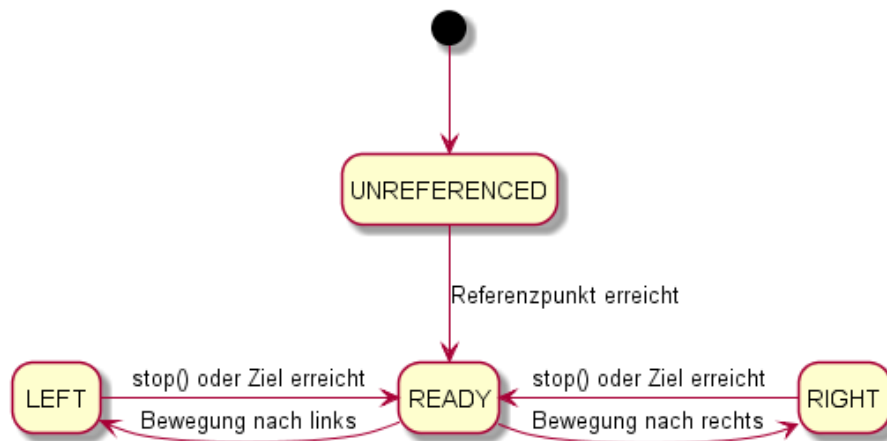 UNREFERENCED
Referenzpunkt erreicht
LEFT
stop() oder Ziel erreicht
READY
stop() oder Ziel erreicht
RIGHT
Bewegung nach links
Bewegung nach rechts